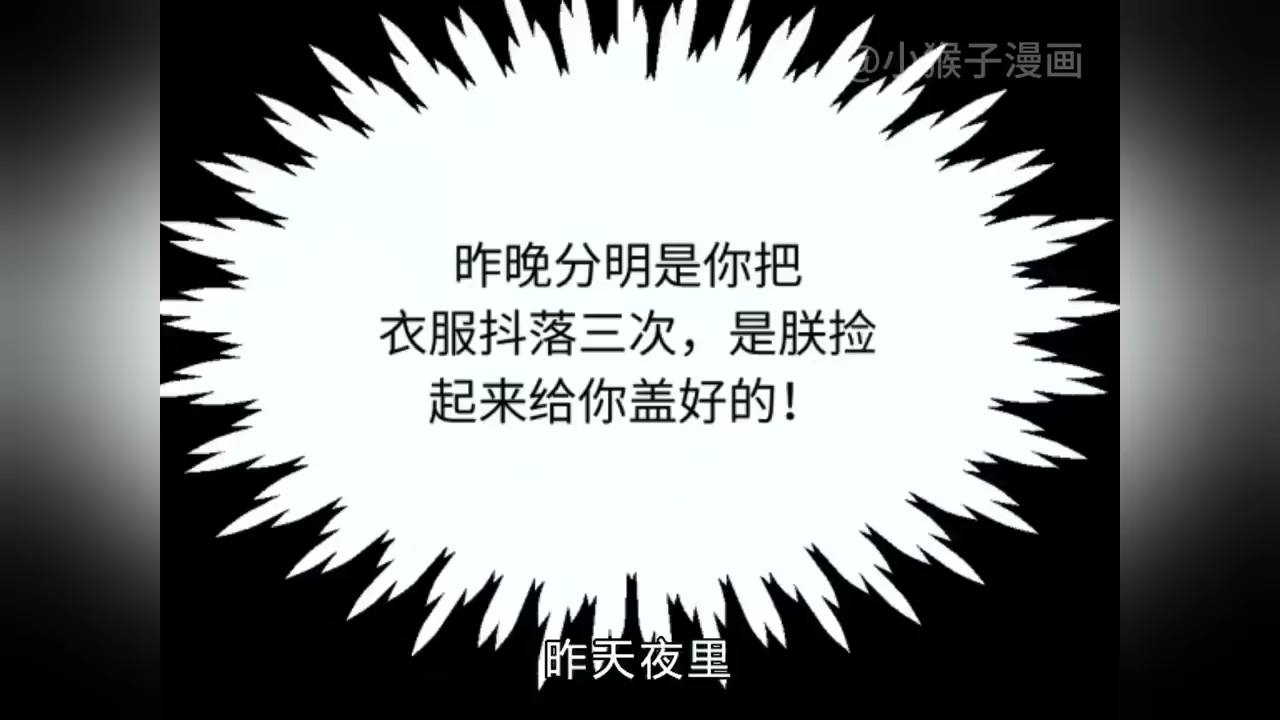 @小猴子漫画
昨晚分明是你把
衣服抖落三次，是朕捡
起来给你盖好的！
昨天夜里